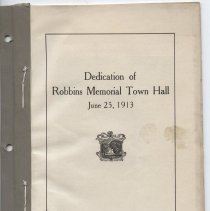 Dedication of
Robbins Memorial Town Hall
June 25, 1913